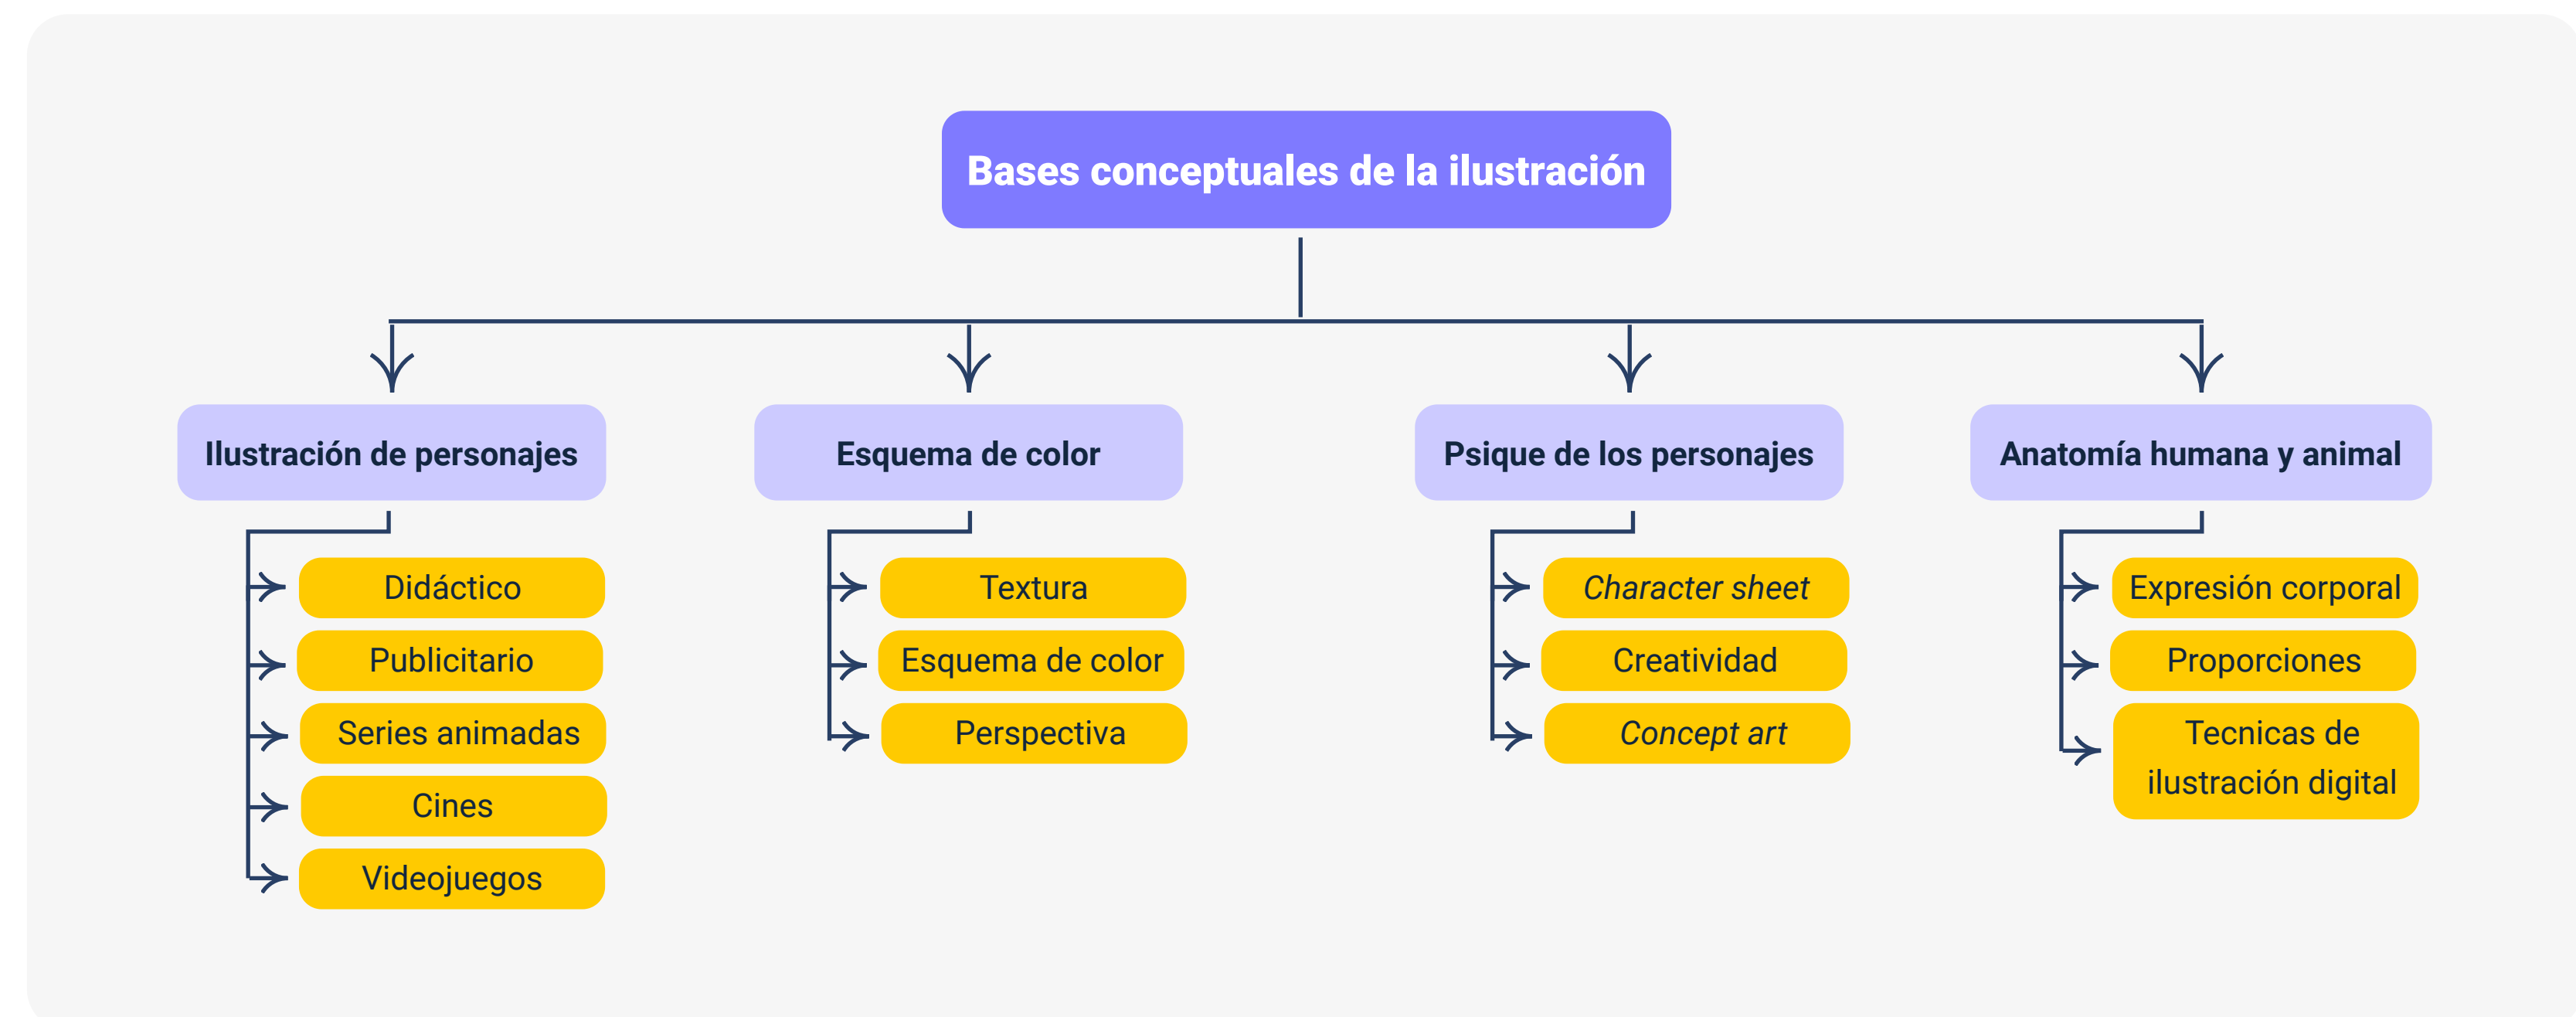 Bases conceptuales de la ilustración
Ilustración de personajes
Didáctico
Publicitario
Series animadas
Cines
Videojuegos
Esquema de color
Textura
Esquema de color
Perspectiva
Psique de los personajes
Character sheet
Creatividad
Concept art
Anatomía humana y animal
Expresión corporal
Proporciones
Tecnicas de
ilustración digital